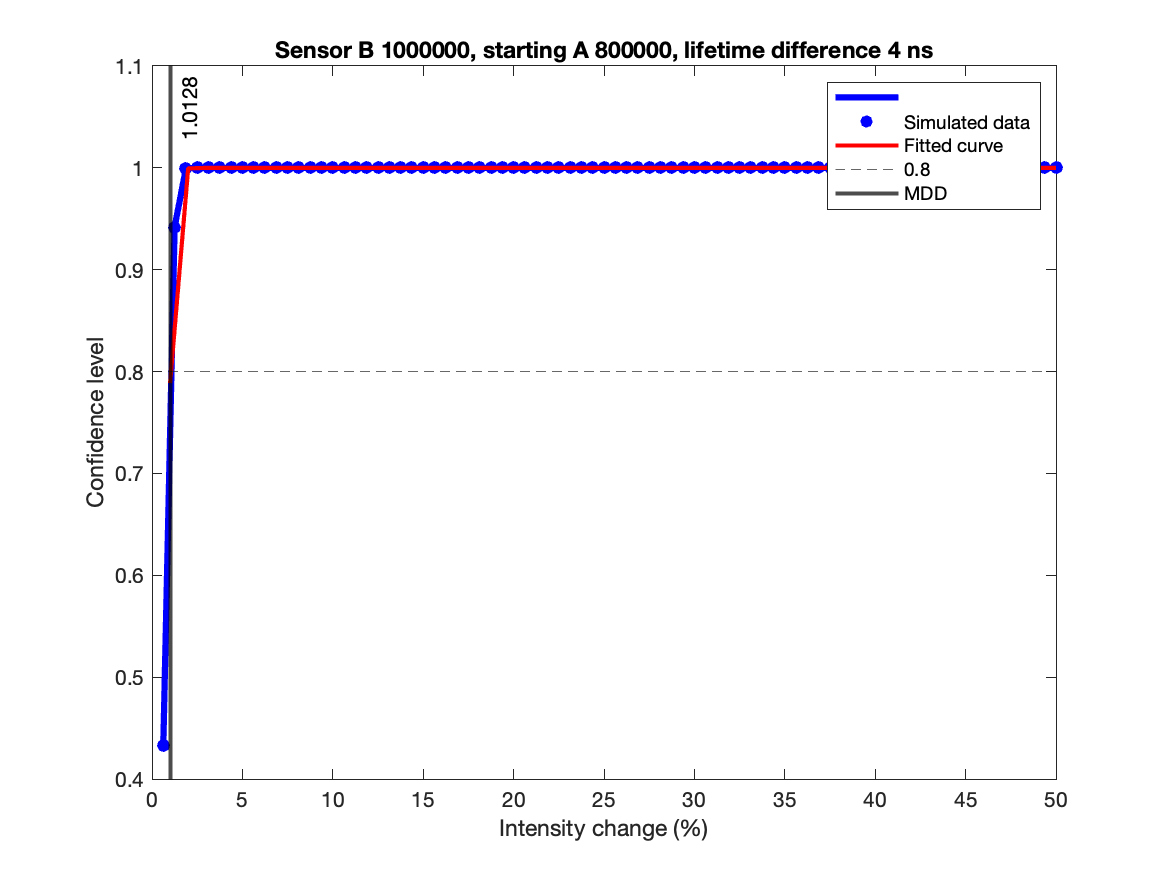 Sensor B 1000000, starting A 800000, lifetime difference 4 ns
1.1
1
0.9
0.8
0.7
0.6
0.5
0.4
Confidence level
1.0128
Simulated data
Fitted curve
0.8
MDD
0 5 10 15 20 25 30 35 40 45 50
Intensity change (%)